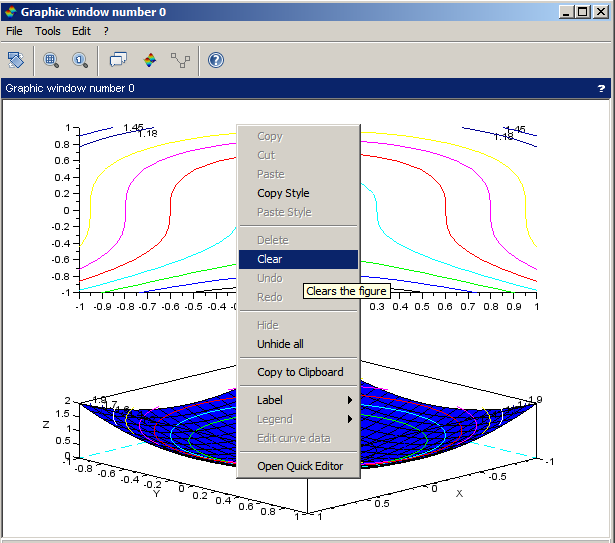 Graphic window number 0
File Tools Edit ?
Graphic window number 0 ?
1.45 1.45
1.18 1.18
1
0.8
0.6
0.4
0.2
0
-0.2
-0.4
-0.6
-0.8
-1
-1 -0.9 -0.8 -0.7 -0.6 -0.5 -0.4 -0.3 0.3 0.4 0.5 0.6 0.7 0.8 0.9 1
Copy
Cut
Paste
Copy Style
Paste Style
Delete
Clear
Undo
Redo
Clears the figure
Hide
Unhide all
Copy to Clipboard
Label
Legend
Edit curve data
Open Quick Editor
2
1.5
1
0.5
0
Z
1.9 1.9
-1
-0.8
-0.6
-0.4
-0.2
0
0.2
0.4
0.6
0.8
1
Y
1
0.5
0
-0.5
-1
X